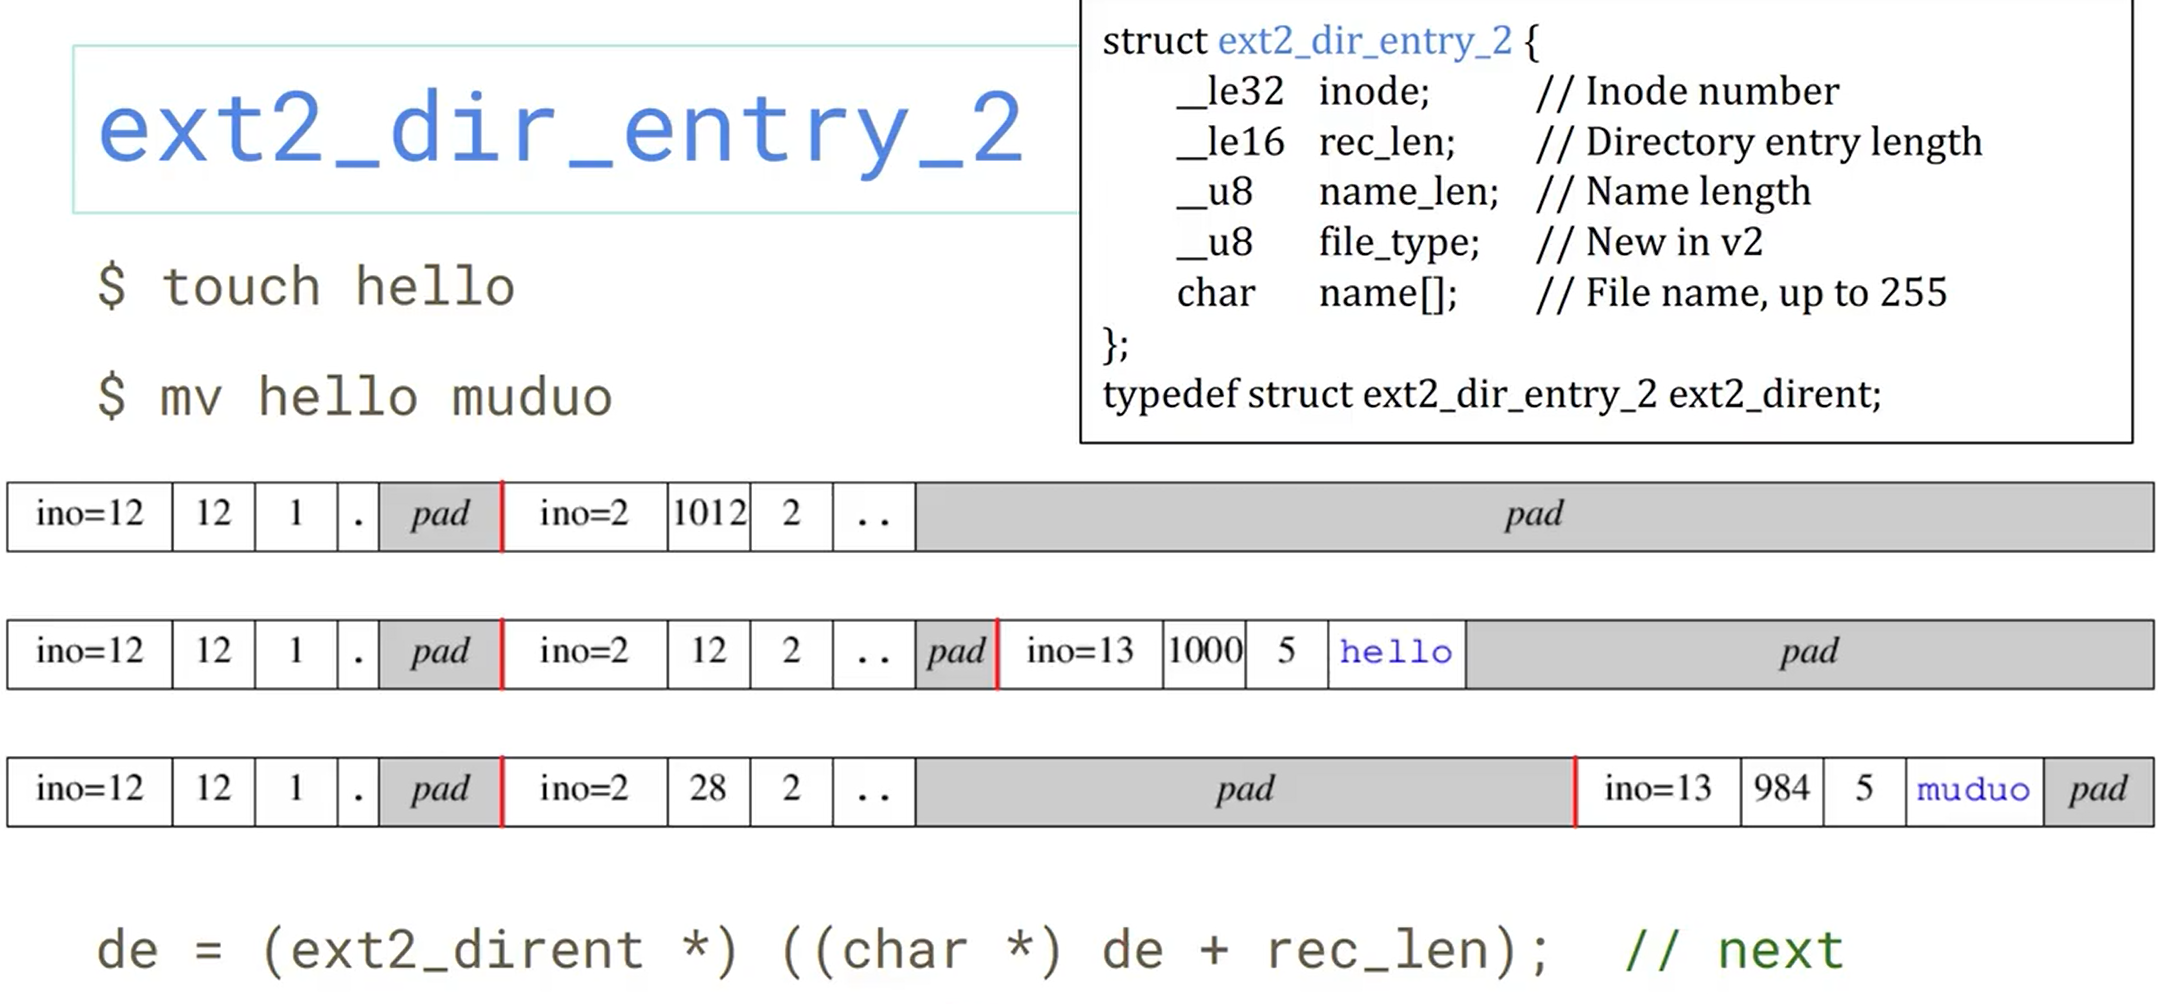 ext2_dir_entry_2
$ touch hello
$ mv hello muduo
struct ext2_dir_entry_2 {
__le32 inode; // Inode number
__le16 rec_len; // Directory entry length
__u8 name_len; // Name length
__u8 file_type; // New in v2
char name[]; // File name, up to 255
};
typedef struct ext2_dir_entry_2 ext2_dirent;
ino=12 12 1 . pad ino=2 1012 2 .. pad
ino=12 12 1 . pad ino=2 12 2 .. pad ino=13 1000 5 hello pad
ino=12 12 1 . pad ino=2 28 2 .. pad ino=13 984 5 muduo pad
de = (ext2_dirent *) ((char *) de + rec_len); // next